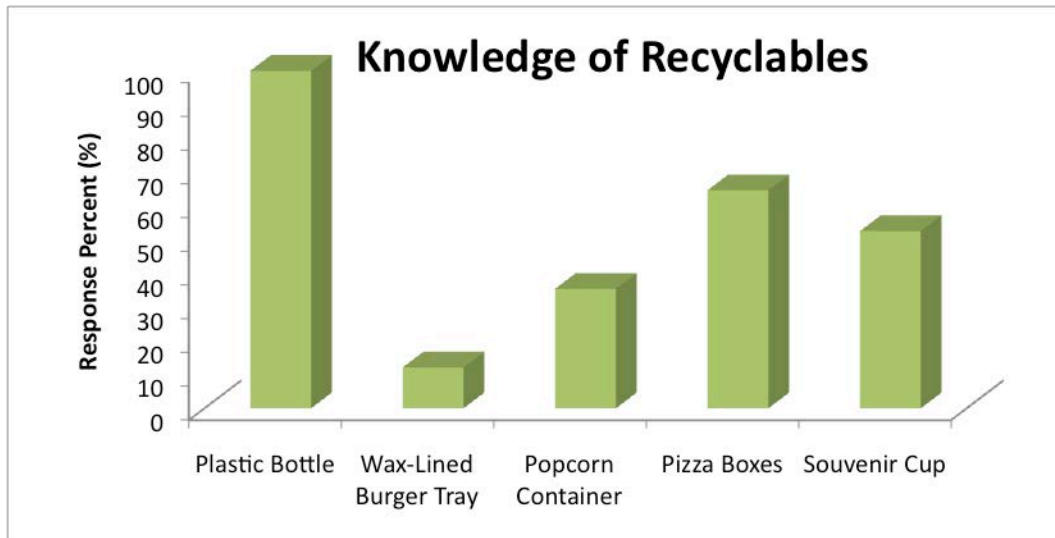 Knowledge of Recyclables
Response Percent (%)
100
90
80
70
60
50
40
30
20
10
0
Plastic Bottle
Wax-Lined
Burger Tray
Popcorn
Container
Pizza Boxes
Souvenir Cup